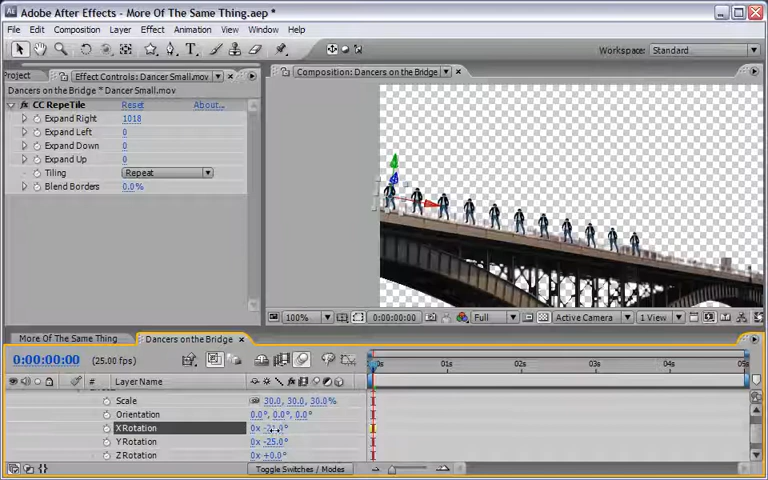 Adobe After Effects - More Of The Same Thing.aep *
File Edit Composition Layer Effect Animation View Window Help
Workspace: Standard
Project Effect Controls: Dancer Small.mov
Composition: Dancers on the Bridge
Dancers on the Bridge * Dancer Small.mov
CC RepeTile Reset About...
Expand Right 1018
Expand Left 0
Expand Down 0
Expand Up 0
Tiling Repeat
Blend Borders 0.0%
100% 0:00:00:00 Full Active Camera 1 View
More Of The Same Thing Dancers on the Bridge
0:00:00:00 (25.00 fps)
01s 02s 03s 04s 05s
# Layer Name
Scale 30.0, 30.0, 30.0%
Orientation 0.0°, 0.0°, 0.0°
X Rotation 0x
Y Rotation 0x -25.0°
Z Rotation 0x +0.0°
Toggle Switches / Modes